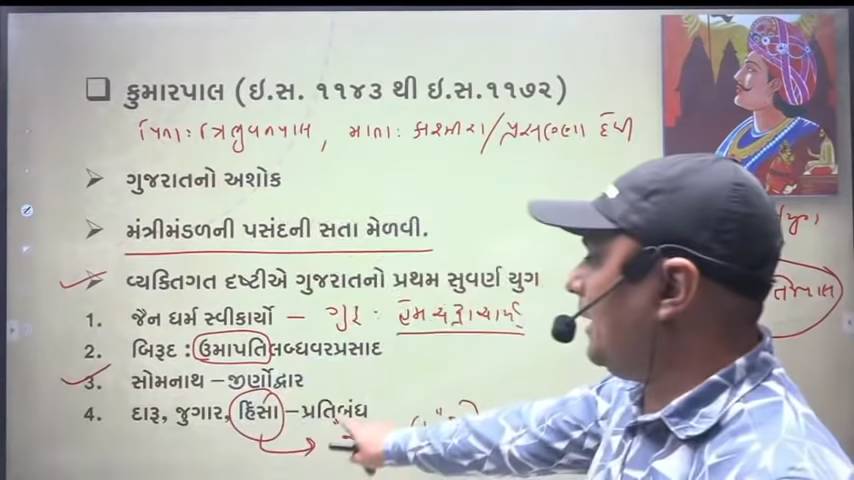 કુમારપાલ (ઇ.સ. ૧૧૪૩ થી ઇ.સ.૧૧૭૨)
પિતા: ત્રિભુવનપાલ, માતા: કાશ્મીરા/ દેવી
ગુજરાતનો અશોક
મંત્રીમંડળની પસંદની સતા મેળવી.
વ્યક્તિગત દૃષ્ટીએ ગુજરાતનો પ્રથમ સુવર્ણ યુગ
1. જૈન ધર્મ સ્વીકાર્યો – ગુરુ: હેમચંદ્રાચાર્ય
2. બિરૂદ : ઉમાપતિલબ્ધવરપ્રસાદ
3. સોમનાથ –જીર્ણોદ્ધાર
4. દારૂ, જુગાર, હિંસા –પ્રતિબંધ